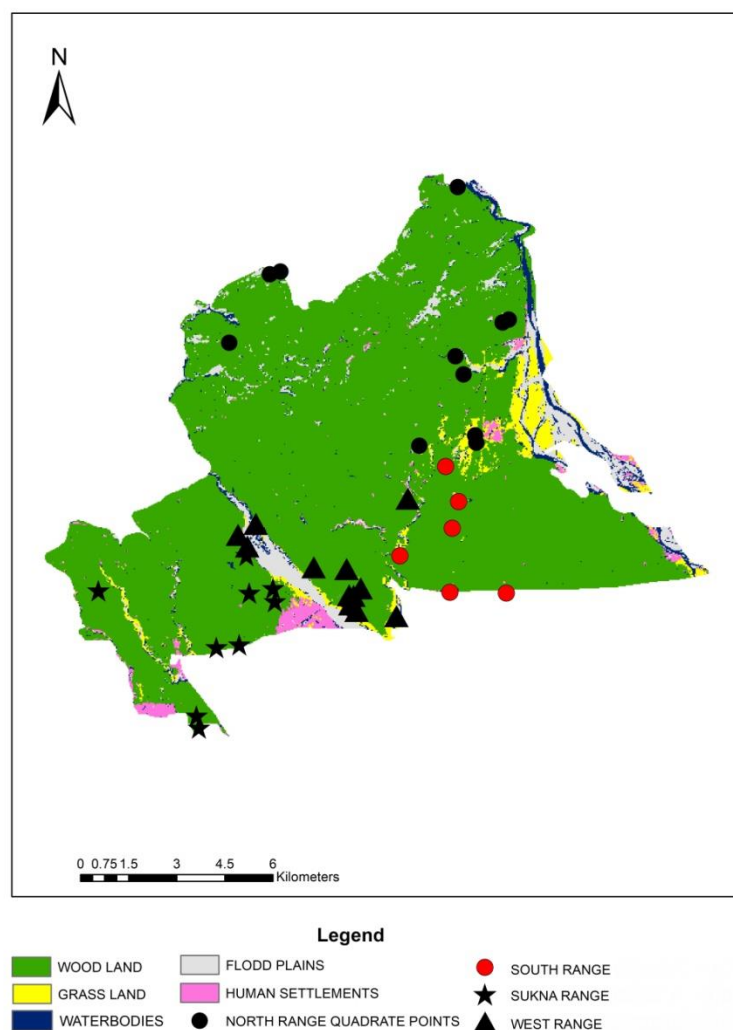 N
0 0.75 1.5 3 4.5 6
Kilometers
Legend
WOOD LAND
GRASS LAND
WATERBODIES
FLODD PLAINS
HUMAN SETTLEMENTS
NORTH RANGE QUADRATE POINTS
SOUTH RANGE
SUKNA RANGE
WEST RANGE